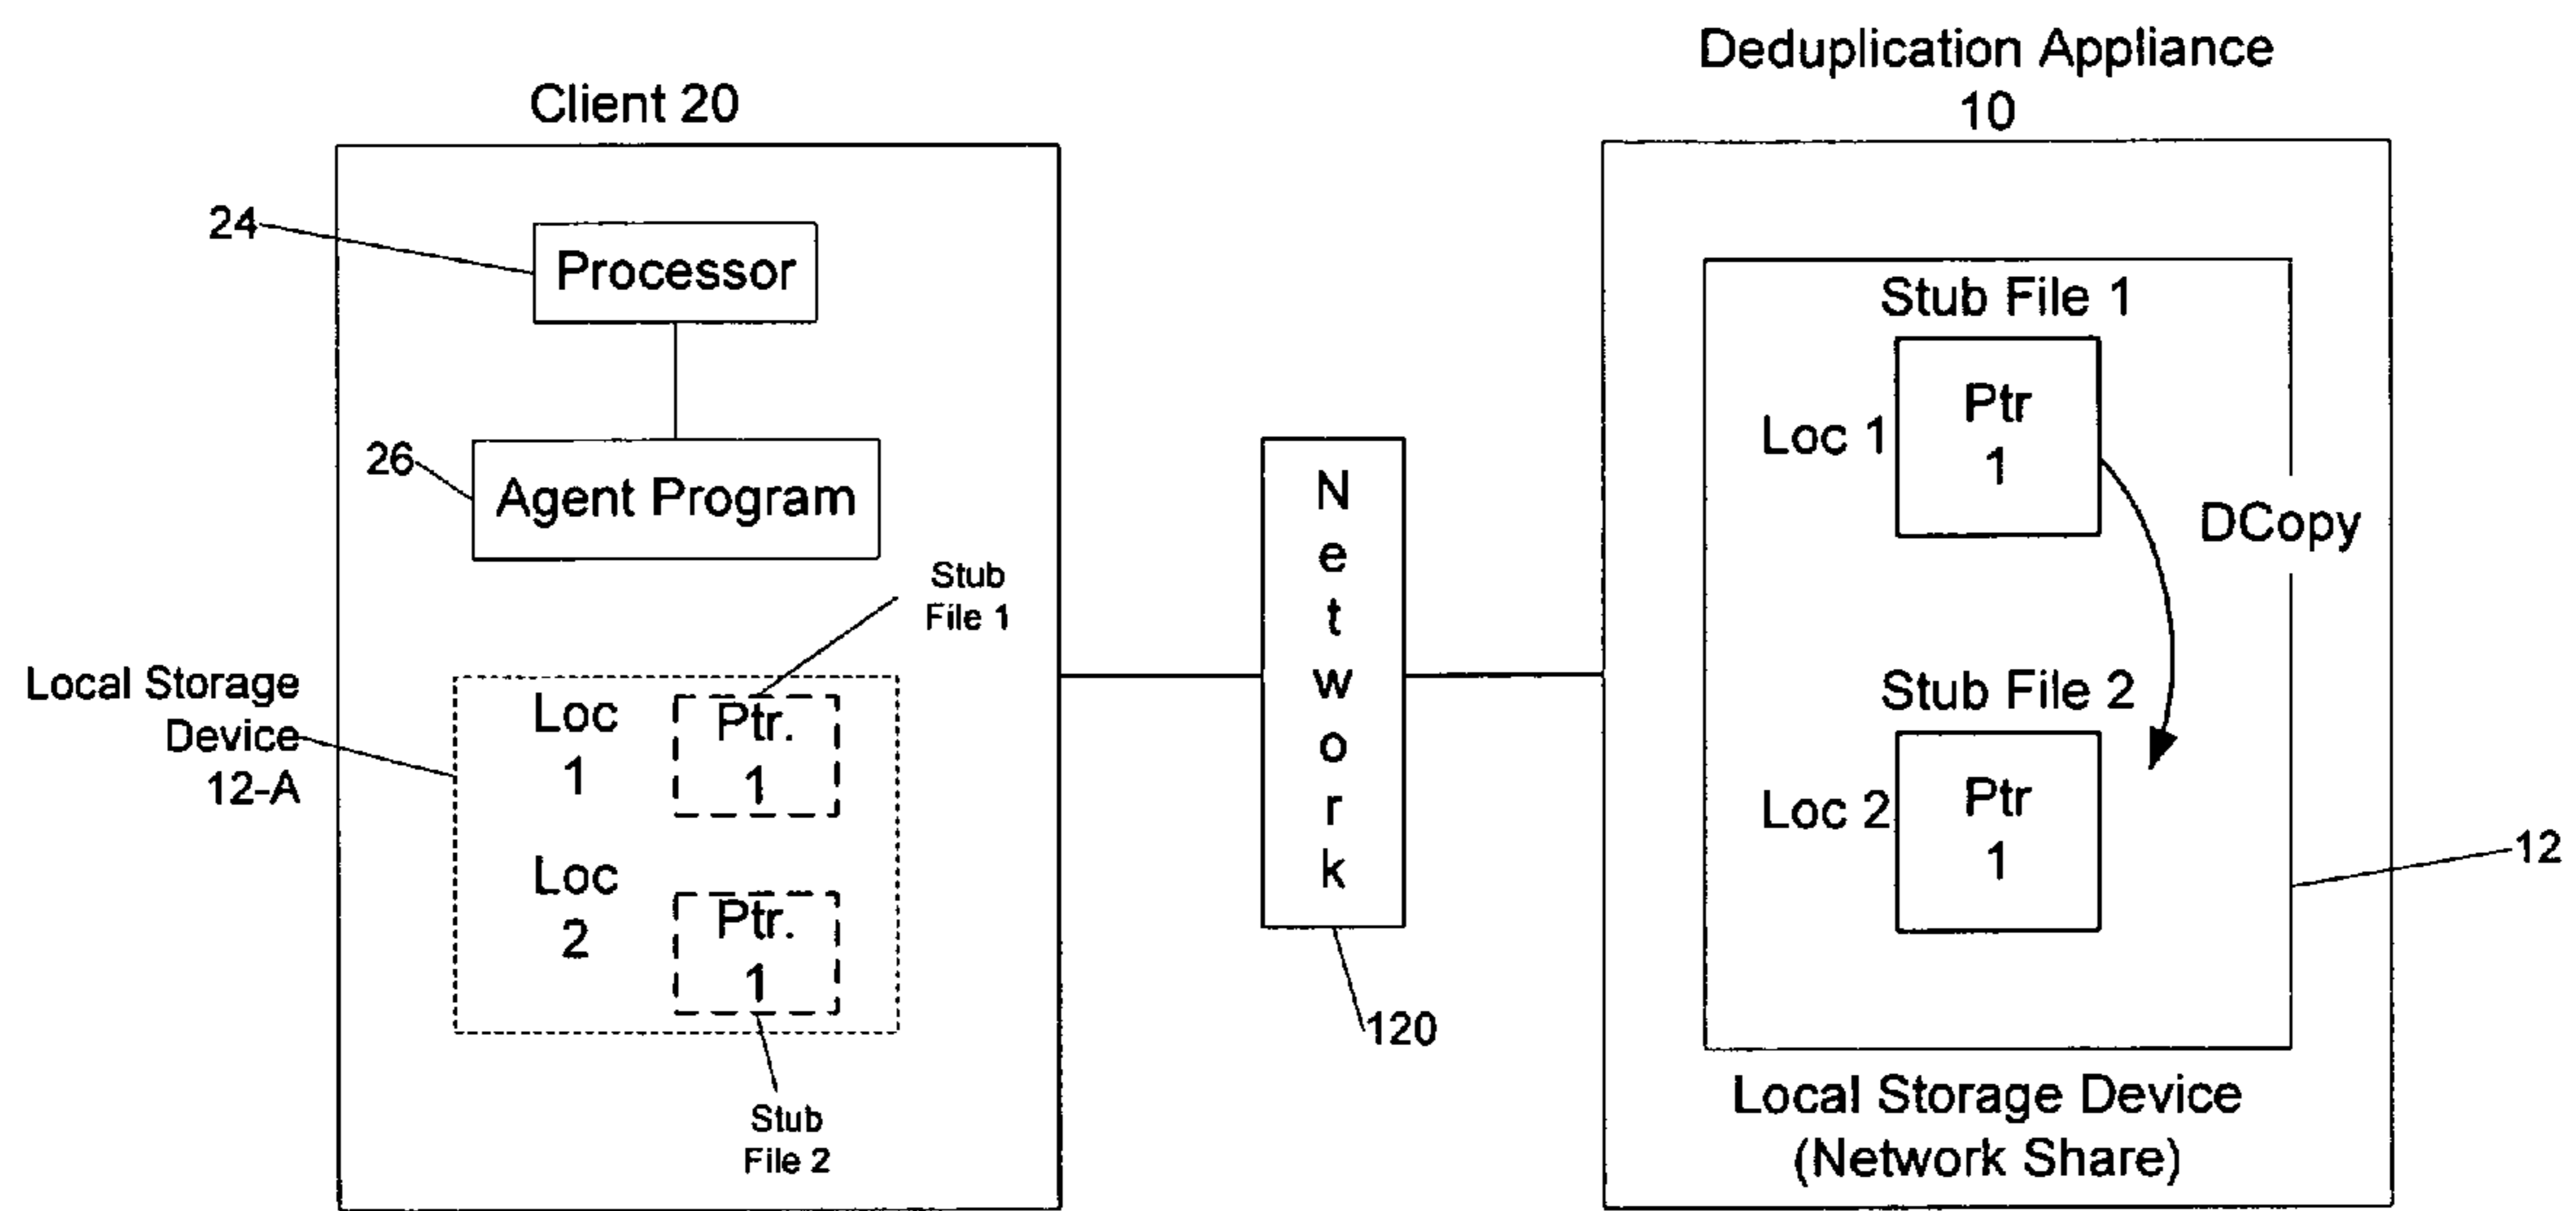 Deduplication Appliance
10
Client 20
24
Processor
26
Agent Program
Stub
File 1
Local Storage
Device
12-A
Loc
1
Ptr.
1
Loc
2
Ptr.
1
Stub
File 2
Network
120
Stub File 1
Loc 1
Ptr
1
DCopy
Stub File 2
Loc 2
Ptr
1
12
Local Storage Device
(Network Share)